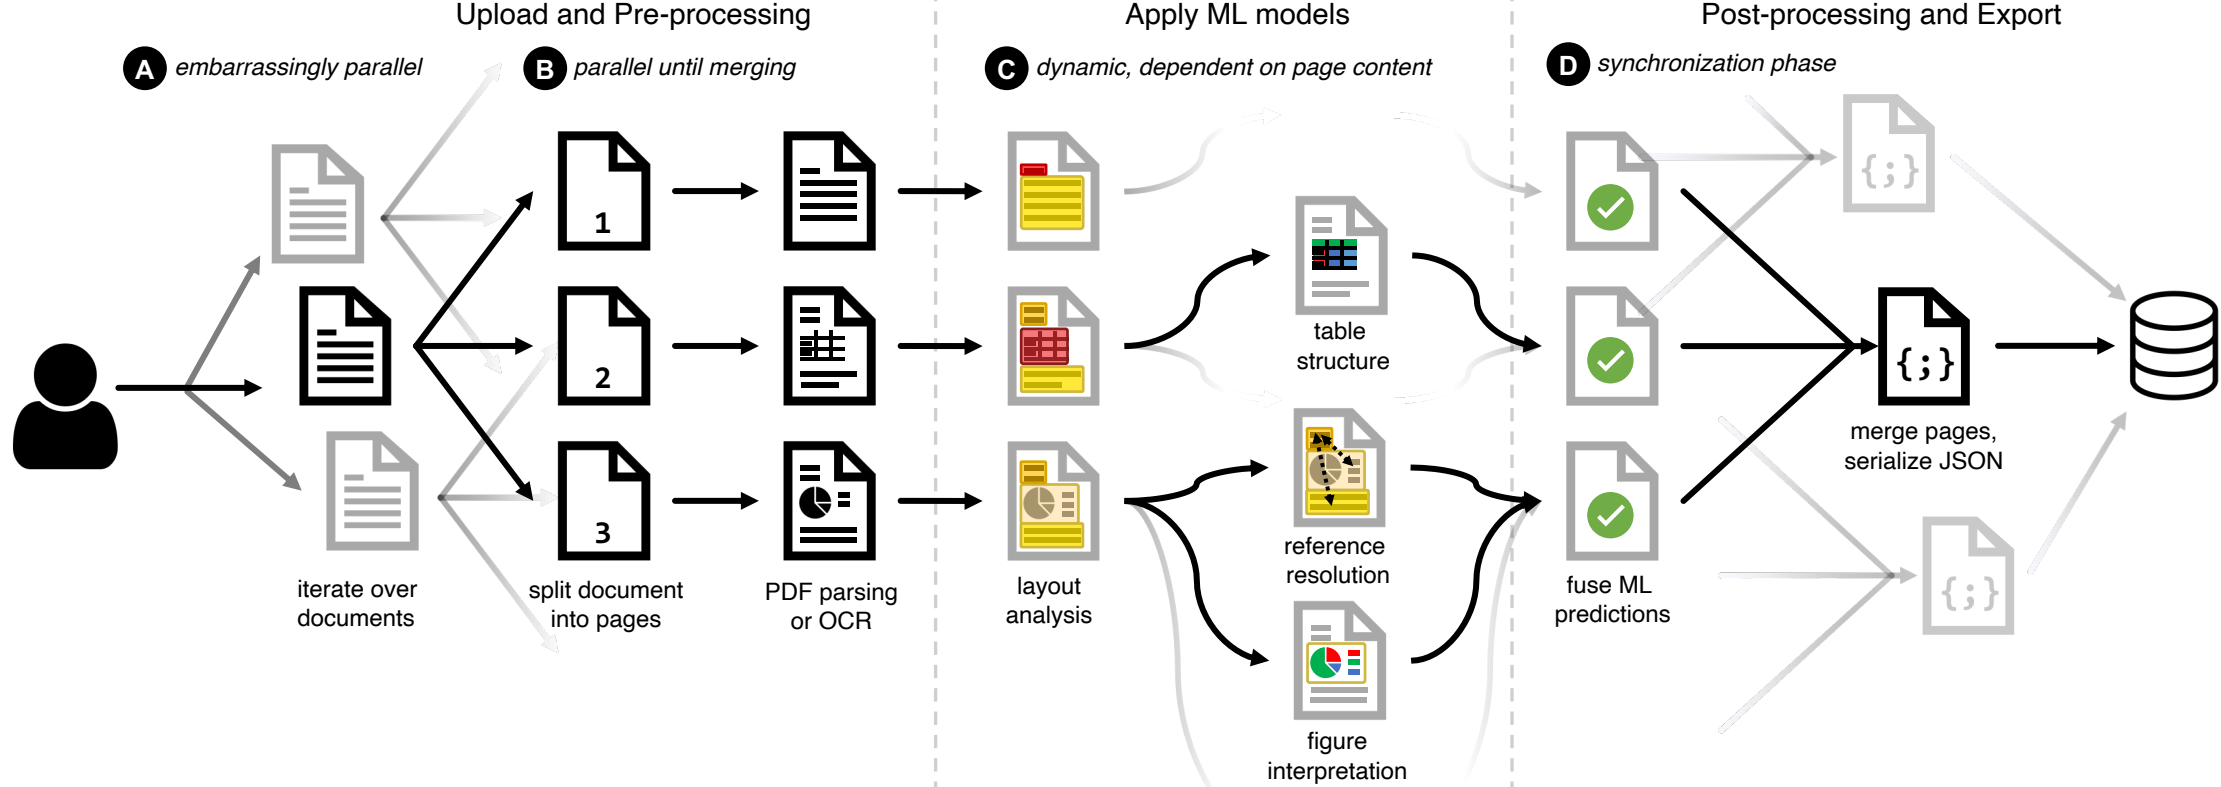 Upload and Pre-processing
Apply ML models
Post-processing and Export
A embarrassingly parallel
B parallel until merging
C dynamic, dependent on page content
D synchronization phase
1
2
3
{;}
{;}
{;}
iterate over
documents
split document
into pages
PDF parsing
or OCR
layout
analysis
table
structure
reference
resolution
figure
interpretation
fuse ML
predictions
merge pages,
serialize JSON